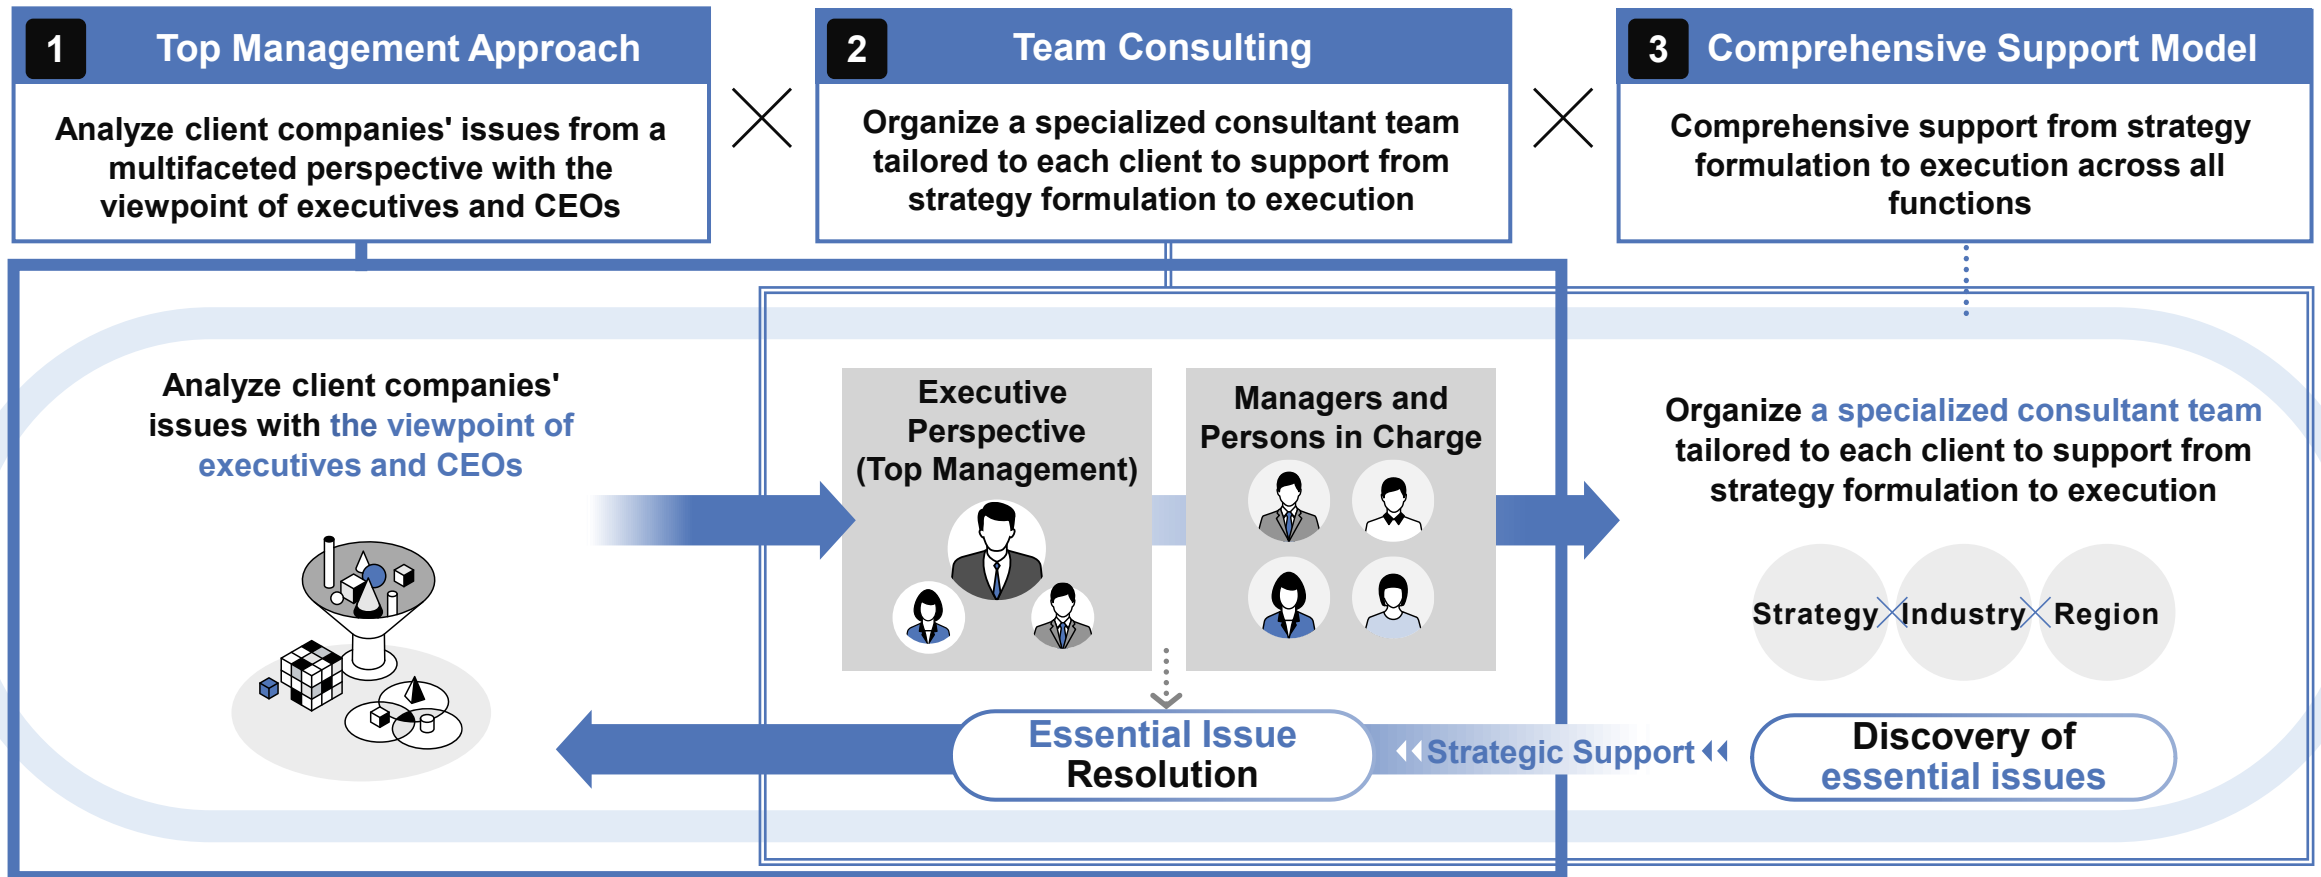 1 Top Management Approach
Analyze client companies' issues from a
multifaceted perspective with the
viewpoint of executives and CEOs
2 Team Consulting
Organize a specialized consultant team
tailored to each client to support from
strategy formulation to execution
3 Comprehensive Support Model
Comprehensive support from strategy
formulation to execution across all
functions
Analyze client companies'
issues with the viewpoint of
executives and CEOs
Executive
Perspective
(Top Management)
Managers and
Persons in Charge
Organize a specialized consultant team
tailored to each client to support from
strategy formulation to execution
Strategy Industry Region
Essential Issue
Resolution
Strategic Support
Discovery of
essential issues